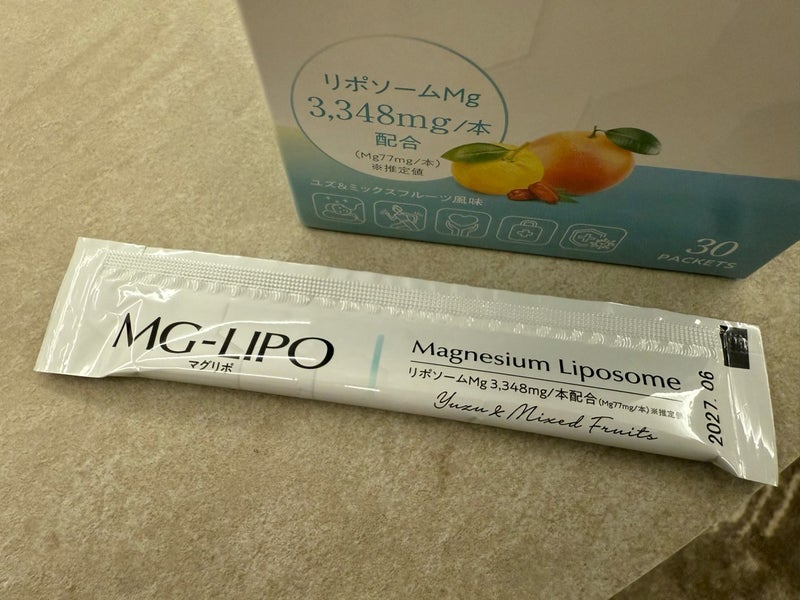 リポソームMg
3,348mg/本
配合
(Mg77mg/本)
※推定値
ユズ&ミックスフルーツ風味
30
PACKETS
MG-LIPO
マグリポ
Magnesium Liposome
リポソームMg 3,348mg/本配合(Mg77mg/本)※推定値
Yuzu & Mixed Fruits
2027. 06